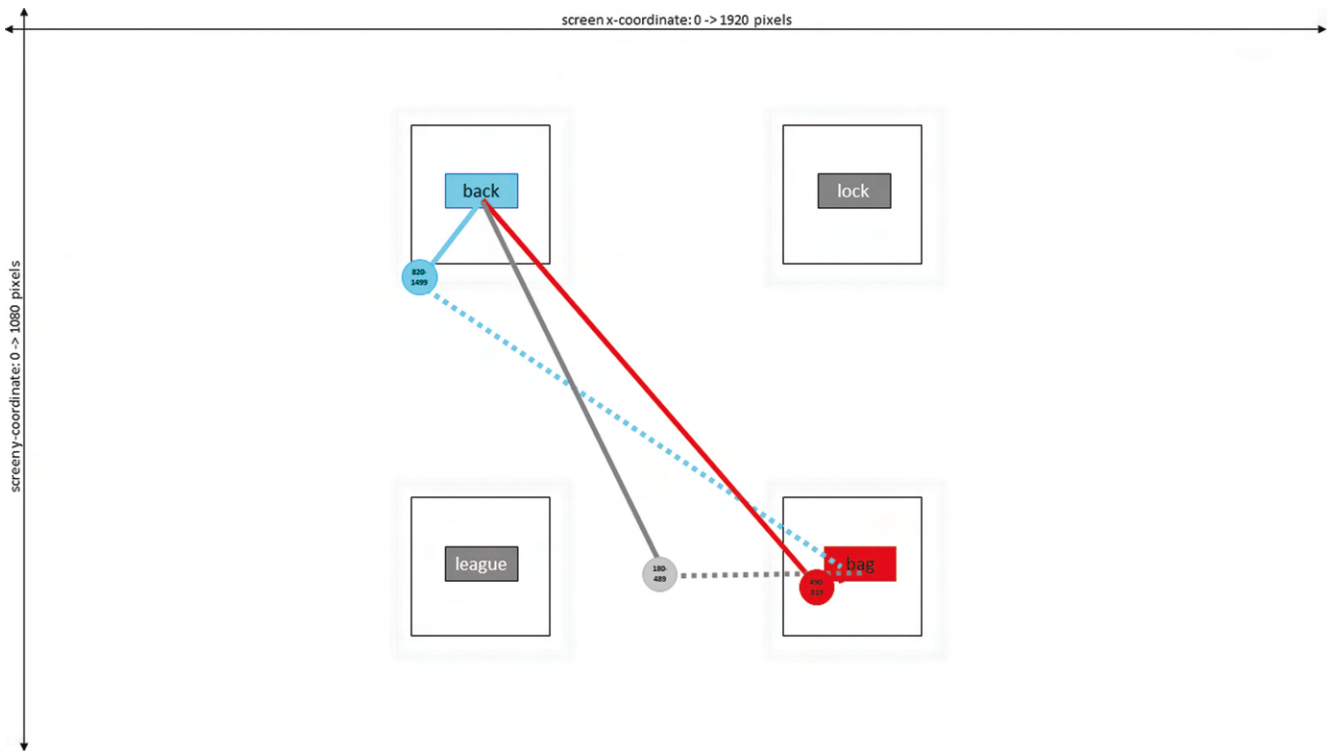 screen x-coordinate: 0 -> 1920 pixels
screen y-coordinate: 0 -> 1080 pixels
back
lock
820-
1499
league
180-
489
490
819
bag